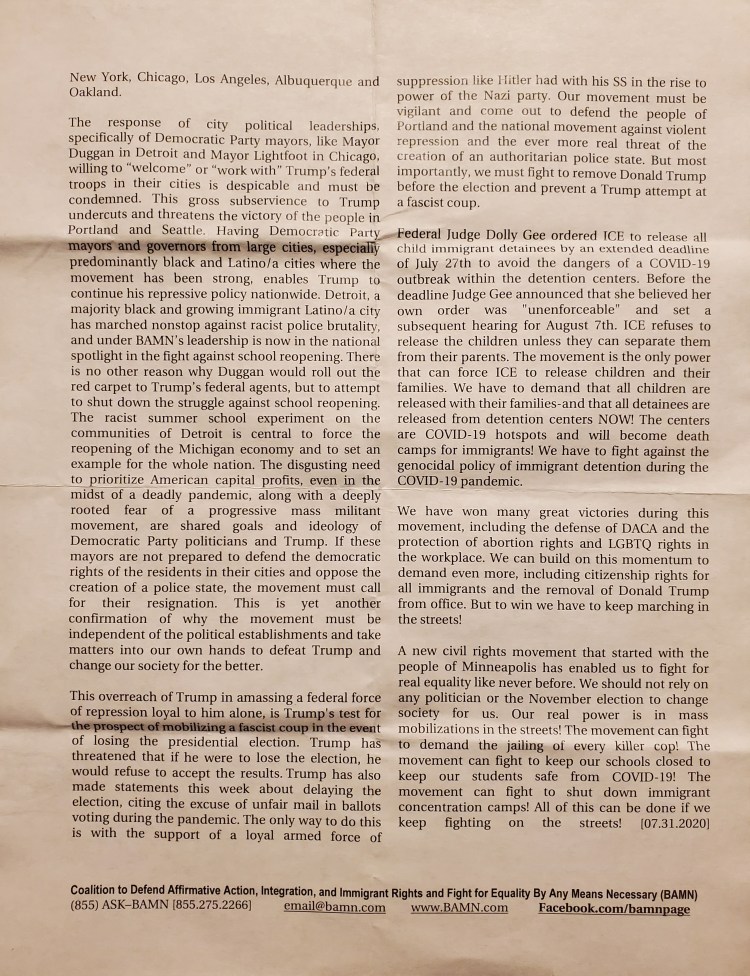 New York, Chicago, Los Angeles, Albuquerque and
Oakland.
The response of city political leaderships,
specifically of Democratic Party mayors, like Mayor
Duggan in Detroit and Mayor Lightfoot in Chicago,
willing to “welcome” or “work with” Trump’s federal
troops in their cities is despicable and must be
condemned. This gross subservience to Trump
undercuts and threatens the victory of the people in
Portland and Seattle. Having Democratic Party
mayors and governors from large cities, especially
predominantly black and Latino/a cities where the
movement has been strong, enables Trump to
continue his repressive policy nationwide. Detroit, a
majority black and growing immigrant Latino/a city
has marched nonstop against racist police brutality,
and under BAMN’s leadership is now in the national
spotlight in the fight against school reopening. There
is no other reason why Duggan would roll out the
red carpet to Trump’s federal agents, but to attempt
to shut down the struggle against school reopening.
The racist summer school experiment on the
communities of Detroit is central to force the
reopening of the Michigan economy and to set an
example for the whole nation. The disgusting need
to prioritize American capital profits, even in the
midst of a deadly pandemic, along with a deeply
rooted fear of a progressive mass militant
movement, are shared goals and ideology of
Democratic Party politicians and Trump. If these
mayors are not prepared to defend the democratic
rights of the residents in their cities and oppose the
creation of a police state, the movement must call
for their resignation. This is yet another
confirmation of why the movement must be
independent of the political establishments and take
matters into our own hands to defeat Trump and
change our society for the better.
This overreach of Trump in amassing a federal force
of repression loyal to him alone, is Trump’s test for
the prospect of mobilizing a fascist coup in the event
of losing the presidential election. Trump has
threatened that if he were to lose the election, he
would refuse to accept the results. Trump has also
made statements this week about delaying the
election, citing the excuse of unfair mail in ballots
voting during the pandemic. The only way to do this
is with the support of a loyal armed force of
suppression like Hitler had with his SS in the rise to
power of the Nazi party. Our movement must be
vigilant and come out to defend the people of
Portland and the national movement against violent
repression and the ever more real threat of the
creation of an authoritarian police state. But most
importantly, we must fight to remove Donald Trump
before the election and prevent a Trump attempt at
a fascist coup.
Federal Judge Dolly Gee ordered ICE to release all
child immigrant detainees by an extended deadline
of July 27th to avoid the dangers of a COVID-19
outbreak within the detention centers. Before the
deadline Judge Gee announced that she believed her
own order was "unenforceable" and set a
subsequent hearing for August 7th. ICE refuses to
release the children unless they can separate them
from their parents. The movement is the only power
that can force ICE to release children and their
families. We have to demand that all children are
released with their families-and that all detainees are
released from detention centers NOW! The centers
are COVID-19 hotspots and will become death
camps for immigrants! We have to fight against the
genocidal policy of immigrant detention during the
COVID-19 pandemic.
We have won many great victories during this
movement, including the defense of DACA and the
protection of abortion rights and LGBTQ rights in
the workplace. We can build on this momentum to
demand even more, including citizenship rights for
all immigrants and the removal of Donald Trump
from office. But to win we have to keep marching in
the streets!
A new civil rights movement that started with the
people of Minneapolis has enabled us to fight for
real equality like never before. We should not rely on
any politician or the November election to change
society for us. Our real power is in mass
mobilizations in the streets! The movement can fight
to demand the jailing of every killer cop! The
movement can fight to keep our schools closed to
keep our students safe from COVID-19! The
movement can fight to shut down immigrant
concentration camps! All of this can be done if we
keep fighting on the streets! [07.31.2020]
Coalition to Defend Affirmative Action, Integration, and Immigrant Rights and Fight for Equality By Any Means Necessary (BAMN)
(855) ASK–BAMN [855.275.2266] email@bamn.com www.BAMN.com Facebook.com/bamnpage